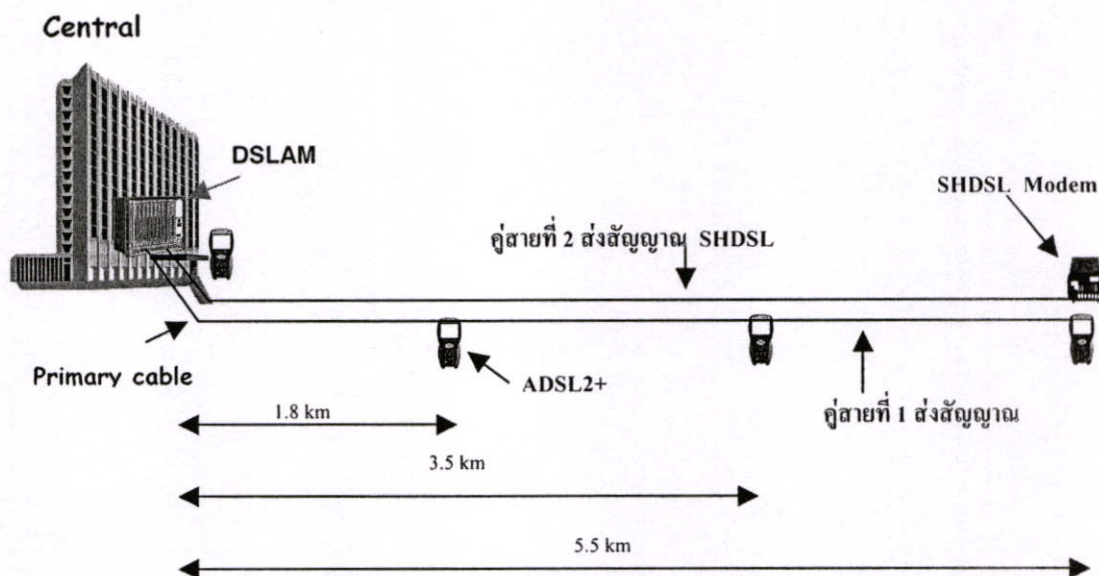 Central
DSLAM
SHDSL Modem
คู่สายที่ 2 ส่งสัญญาณ SHDSL
Primary cable
ADSL2+
คู่สายที่ 1 ส่งสัญญาณ
1.8 km
3.5 km
5.5 km